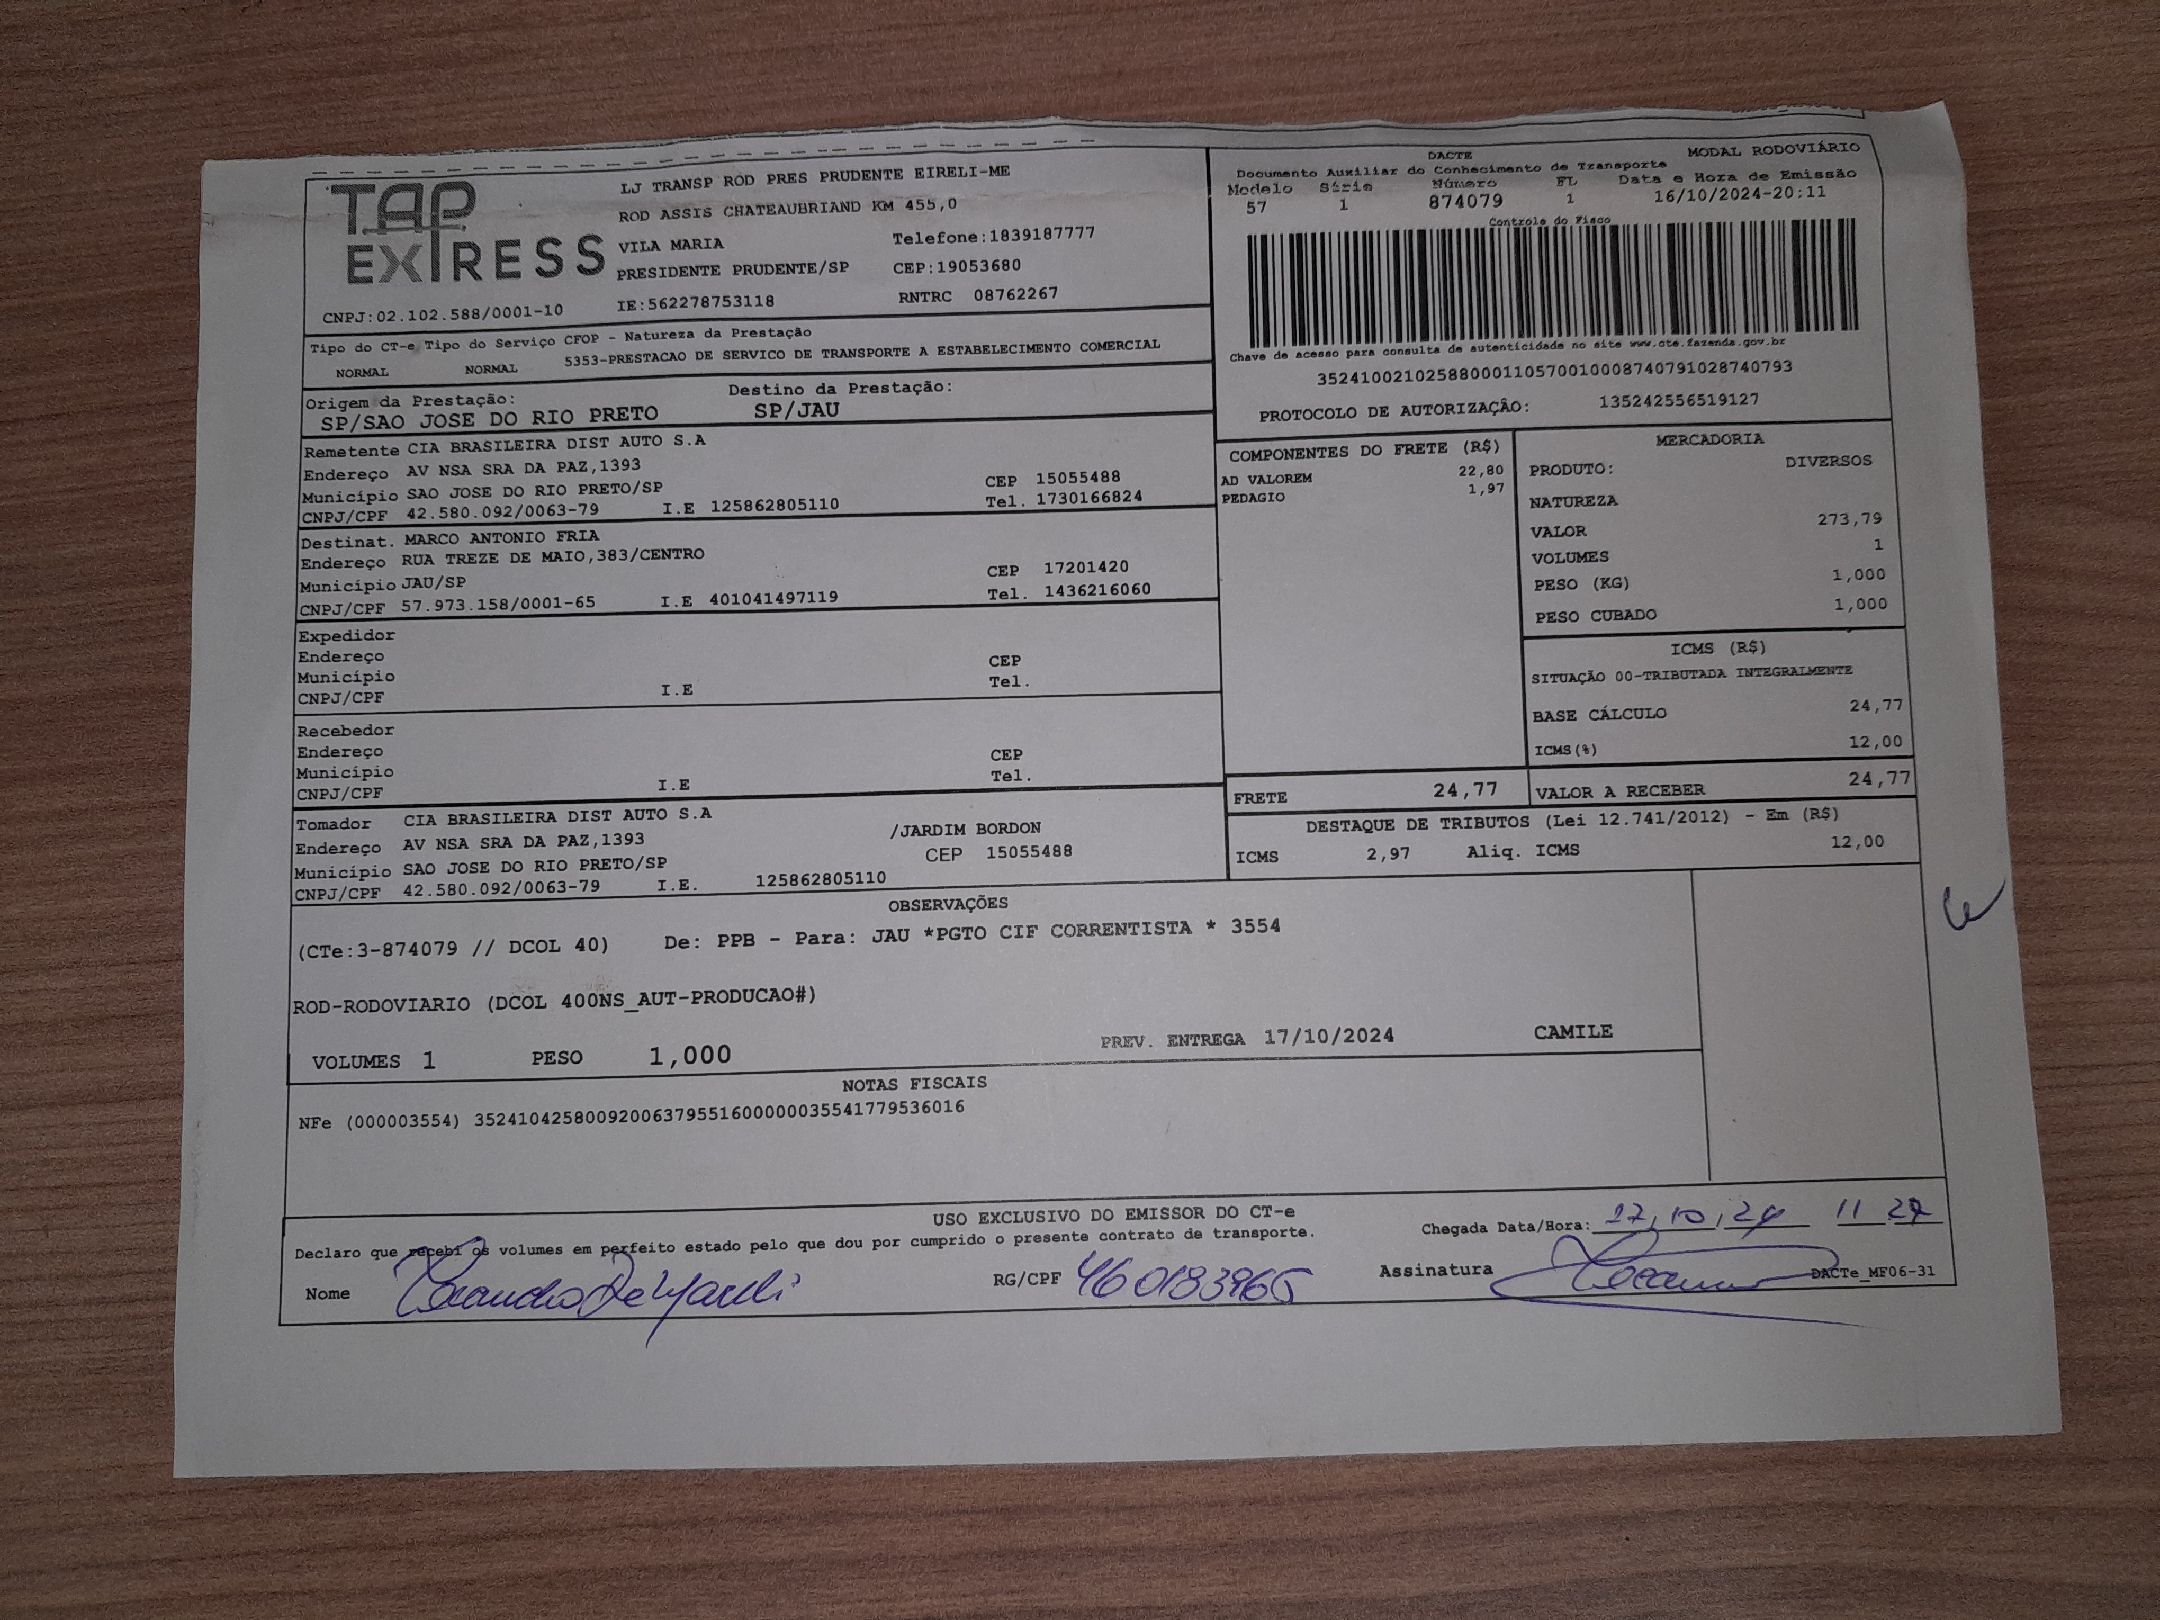 TAP
EXPRESS
LJ TRANSP ROD PRES PRUDENTE EIRELI-ME
ROD ASSIS CHATEAUBRIAND KM 455,0
VILA MARIA Telefone:1839187777
PRESIDENTE PRUDENTE/SP CEP:19053680
CNPJ:02.102.588/0001-10 IE:562278753118 RNTRC 08762267
DACTE MODAL RODOVIÁRIO
Documento Auxiliar do Conhecimento de Transporte
Modelo Série Número FL Data e Hora de Emissão
57 1 874079 1 16/10/2024-20:11
Controle do Fisco
Chave de acesso para consulta de autenticidade no site www.cte.fazenda.gov.br
35241002102588000110570010008740791028740793
PROTOCOLO DE AUTORIZAÇÃO: 135242556519127
Tipo do CT-e Tipo do Serviço CFOP - Natureza da Prestação
NORMAL NORMAL 5353-PRESTACAO DE SERVICO DE TRANSPORTE A ESTABELECIMENTO COMERCIAL
Origem da Prestação: Destino da Prestação:
SP/SAO JOSE DO RIO PRETO SP/JAU
Remetente CIA BRASILEIRA DIST AUTO S.A
Endereço AV NSA SRA DA PAZ,1393 CEP 15055488
Município SAO JOSE DO RIO PRETO/SP Tel. 1730166824
CNPJ/CPF 42.580.092/0063-79 I.E 125862805110
Destinat. MARCO ANTONIO FRIA
Endereço RUA TREZE DE MAIO,383/CENTRO CEP 17201420
Município JAU/SP Tel. 1436216060
CNPJ/CPF 57.973.158/0001-65 I.E 401041497119
Expedidor
Endereço CEP
Município Tel.
CNPJ/CPF I.E
Recebedor
Endereço CEP
Município Tel.
CNPJ/CPF I.E
Tomador CIA BRASILEIRA DIST AUTO S.A
Endereço AV NSA SRA DA PAZ,1393 /JARDIM BORDON
Município SAO JOSE DO RIO PRETO/SP CEP 15055488
CNPJ/CPF 42.580.092/0063-79 I.E. 125862805110
COMPONENTES DO FRETE (R$)
AD VALOREM 22,80
PEDAGIO 1,97
MERCADORIA
PRODUTO: DIVERSOS
NATUREZA
VALOR 273,79
VOLUMES 1
PESO (KG) 1,000
PESO CUBADO 1,000
ICMS (R$)
SITUAÇÃO 00-TRIBUTADA INTEGRALMENTE
BASE CÁLCULO 24,77
ICMS(%) 12,00
FRETE 24,77 VALOR A RECEBER 24,77
DESTAQUE DE TRIBUTOS (Lei 12.741/2012) - Em (R$)
ICMS 2,97 Aliq. ICMS 12,00
OBSERVAÇÕES
(CTe:3-874079 // DCOL 40) De: PPB - Para: JAU *PGTO CIF CORRENTISTA * 3554
ROD-RODOVIARIO (DCOL 400NS_AUT-PRODUCAO#)
VOLUMES 1 PESO 1,000 PREV. ENTREGA 17/10/2024 CAMILE
NOTAS FISCAIS
NFe (000003554) 35241042580092006379551600000035541779536016
USO EXCLUSIVO DO EMISSOR DO CT-e
Declaro que recebi os volumes em perfeito estado pelo que dou por cumprido o presente contrato de transporte.
Chegada Data/Hora: 17,10,24 11 27
Nome RG/CPF 460183965 Assinatura DACTe_MF06-31